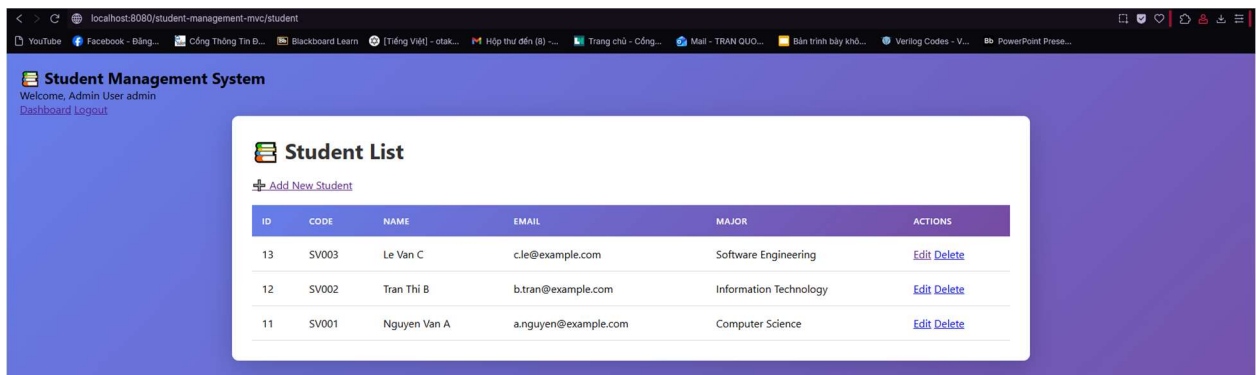 localhost:8080/student-management-mvc/student
YouTube Facebook - Đăng... Cổng Thông Tin Đ... Blackboard Learn [Tiếng Việt] - otak... Hộp thư đến (8) -... Trang chủ - Cổng... Mail - TRAN QUO... Bản trình bày khô... Verilog Codes - V... Bb PowerPoint Prese...
Student Management System
Welcome, Admin User admin
Dashboard Logout
Student List
Add New Student
ID CODE NAME EMAIL MAJOR ACTIONS
13 SV003 Le Van C c.le@example.com Software Engineering Edit Delete
12 SV002 Tran Thi B b.tran@example.com Information Technology Edit Delete
11 SV001 Nguyen Van A a.nguyen@example.com Computer Science Edit Delete